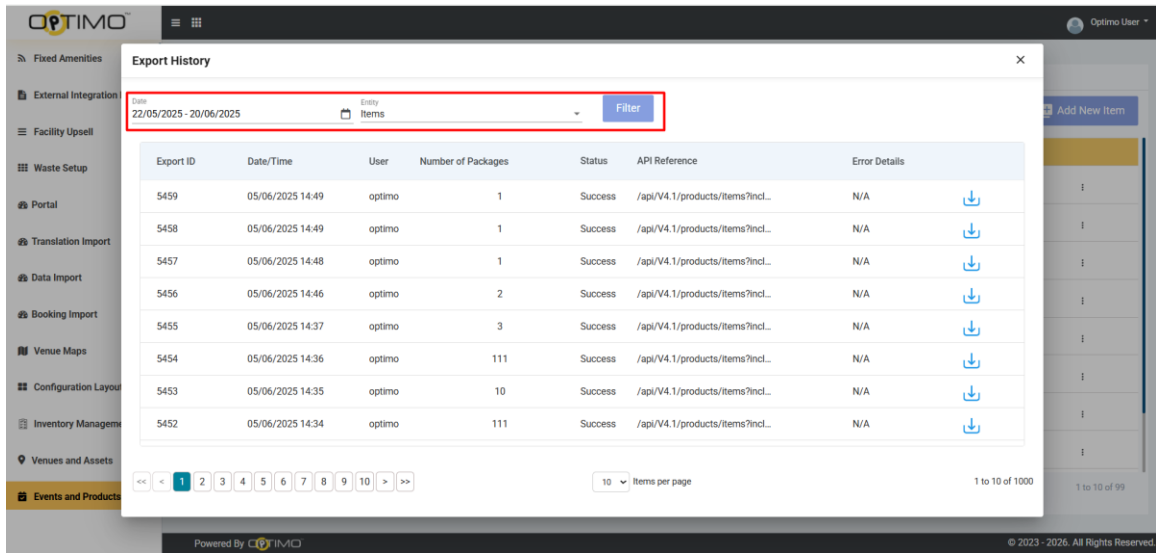 OPTIMO™
Optimo User
Fixed Amenities
External Integration
Facility Upsell
Waste Setup
Portal
Translation Import
Data Import
Booking Import
Venue Maps
Configuration Layou
Inventory Manageme
Venues and Assets
Events and Products
Export History
Date
22/05/2025 - 20/06/2025
Entity
Items
Filter
Add New Item
Export ID Date/Time User Number of Packages Status API Reference Error Details
5459 05/06/2025 14:49 optimo 1 Success /api/V4.1/products/items?incl... N/A
5458 05/06/2025 14:49 optimo 1 Success /api/V4.1/products/items?incl... N/A
5457 05/06/2025 14:48 optimo 1 Success /api/V4.1/products/items?incl... N/A
5456 05/06/2025 14:46 optimo 2 Success /api/V4.1/products/items?incl... N/A
5455 05/06/2025 14:37 optimo 3 Success /api/V4.1/products/items?incl... N/A
5454 05/06/2025 14:36 optimo 111 Success /api/V4.1/products/items?incl... N/A
5453 05/06/2025 14:35 optimo 10 Success /api/V4.1/products/items?incl... N/A
5452 05/06/2025 14:34 optimo 111 Success /api/V4.1/products/items?incl... N/A
<< < 1 2 3 4 5 6 7 8 9 10 > >> 10 Items per page 1 to 10 of 1000
1 to 10 of 99
Powered By OPTIMO™
© 2023 - 2026. All Rights Reserved.